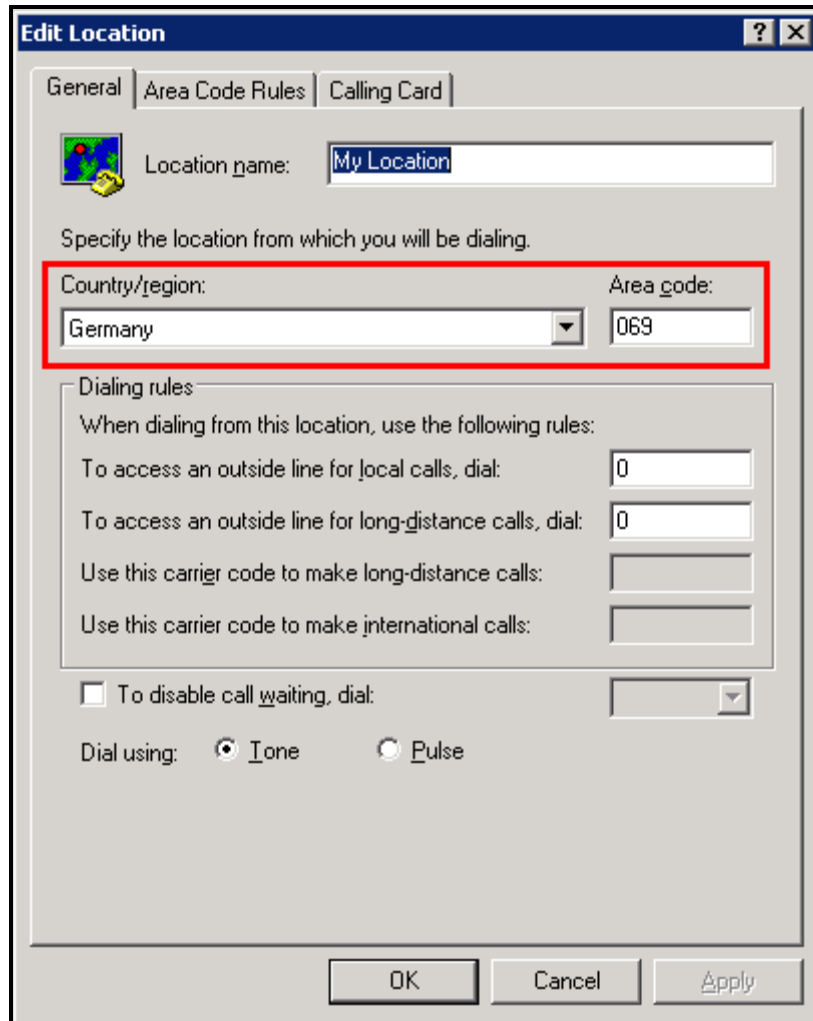 Edit Location
General Area Code Rules Calling Card
Location name: My Location
Specify the location from which you will be dialing.
Country/region: Area code:
Germany 069
Dialing rules
When dialing from this location, use the following rules:
To access an outside line for local calls, dial: 0
To access an outside line for long-distance calls, dial: 0
Use this carrier code to make long-distance calls:
Use this carrier code to make international calls:
To disable call waiting, dial:
Dial using: Tone Pulse
OK Cancel Apply